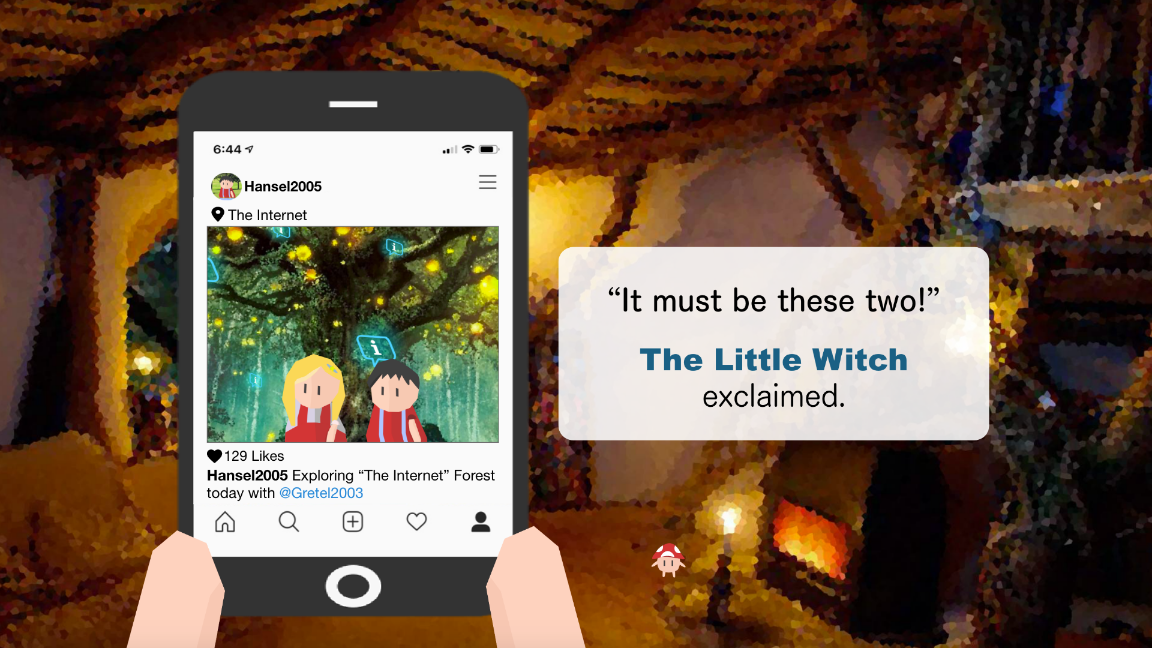 6:44
Hansel2005
The Internet
i
i
i
129 Likes
Hansel2005 Exploring “The Internet” Forest
today with @Gretel2003
“It must be these two!”
The Little Witch
exclaimed.